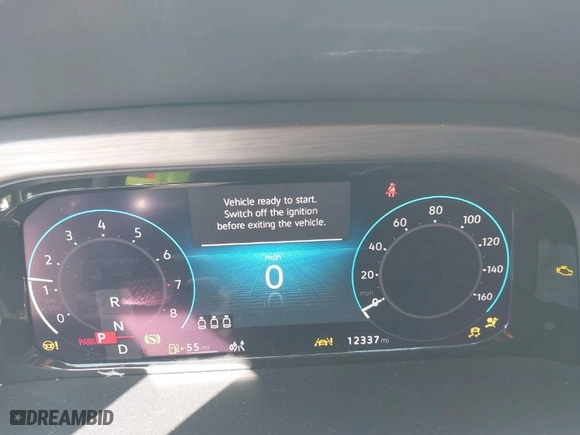 Vehicle ready to start.
Switch off the ignition
before exiting the vehicle.
mph
0
0 1 2 3 4 5 6 7 8
0 20 40 60 80 100 120 140 160
mph
R
N
PARK P
D
55 mi
12337 mi
DREAMBID